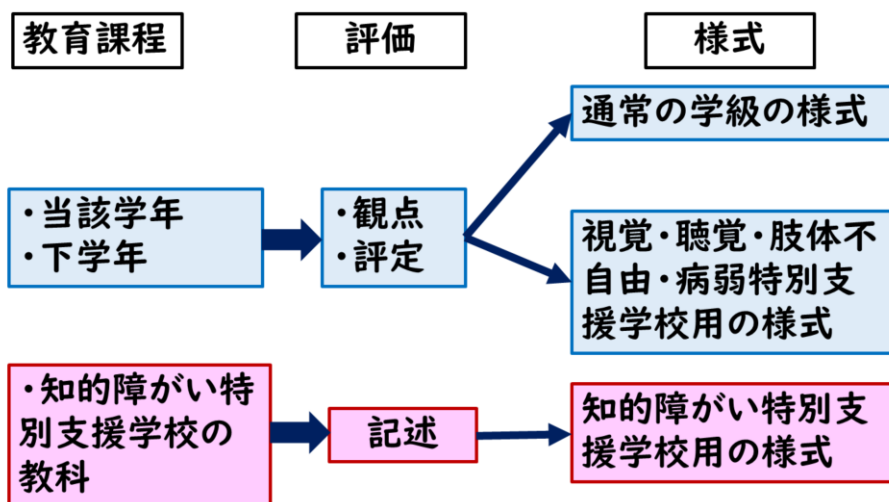 教育課程
評価
様式
・当該学年
・下学年
・観点
・評定
通常の学級の様式
視覚・聴覚・肢体不
自由・病弱特別支
援学校用の様式
・知的障がい特
別支援学校の
教科
記述
知的障がい特別支
援学校用の様式